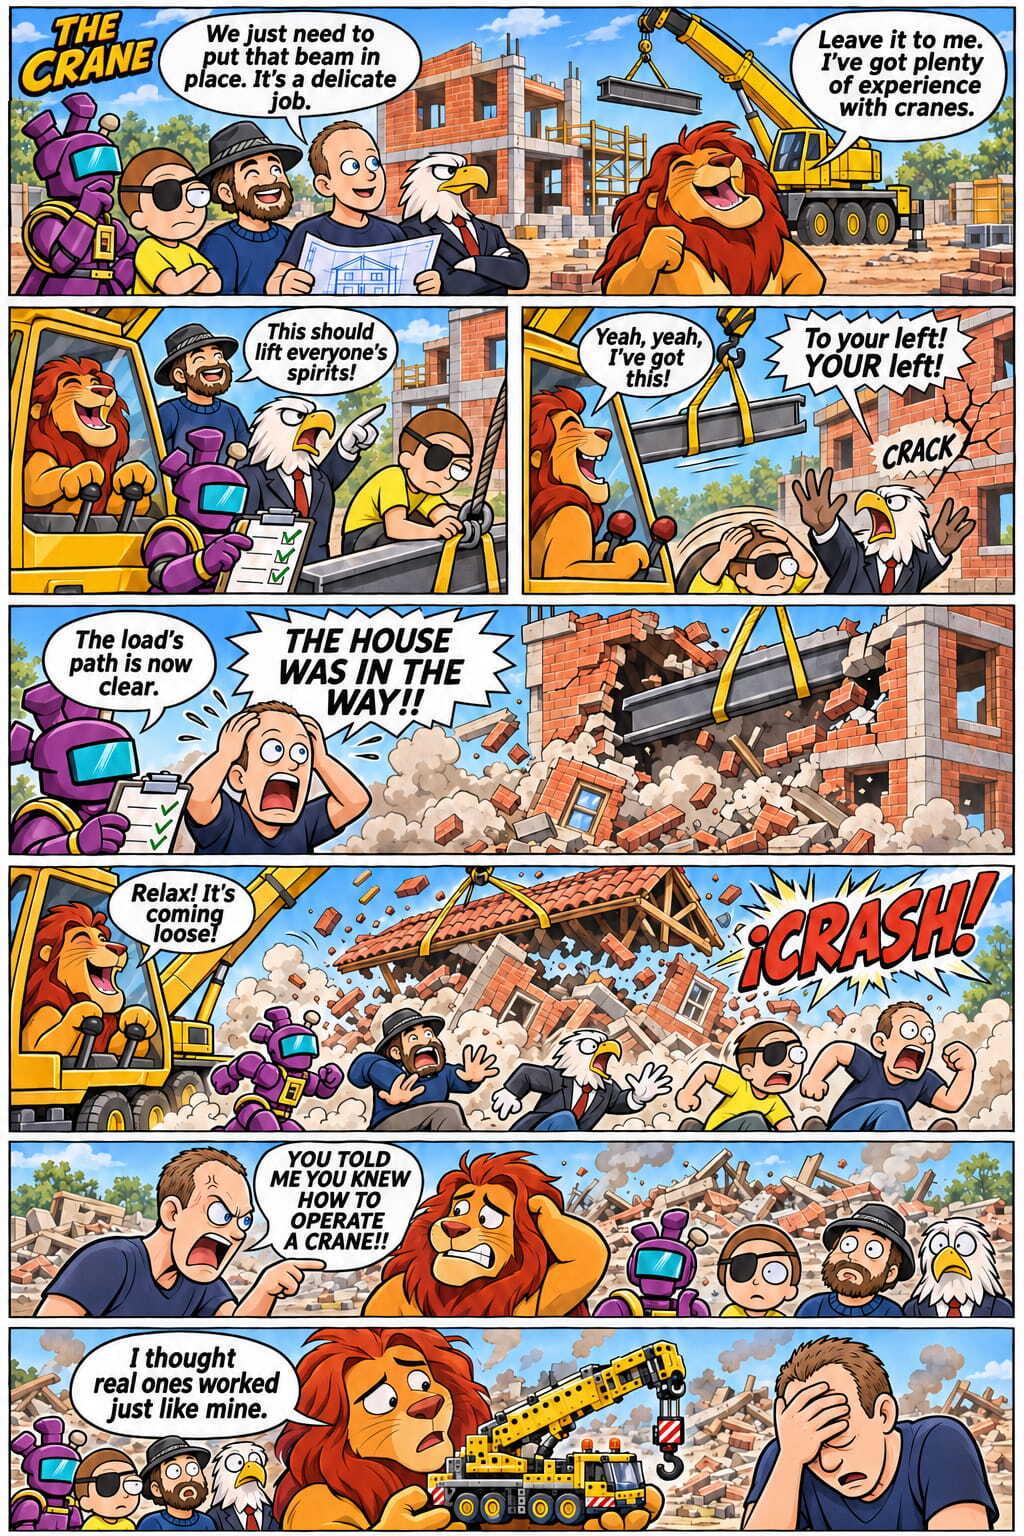 THE
CRANE
We just need to
put that beam in
place. It's a delicate
job.
Leave it to me.
I've got plenty
of experience
with cranes.
This should
lift everyone's
spirits!
Yeah, yeah,
I've got
this!
To your left!
YOUR left!
CRACK
The load's
path is now
clear.
THE HOUSE
WAS IN THE
WAY!!
Relax! It's
coming
loose!
¡CRASH!
YOU TOLD
ME YOU KNEW
HOW TO
OPERATE
A CRANE!!
I thought
real ones worked
just like mine.